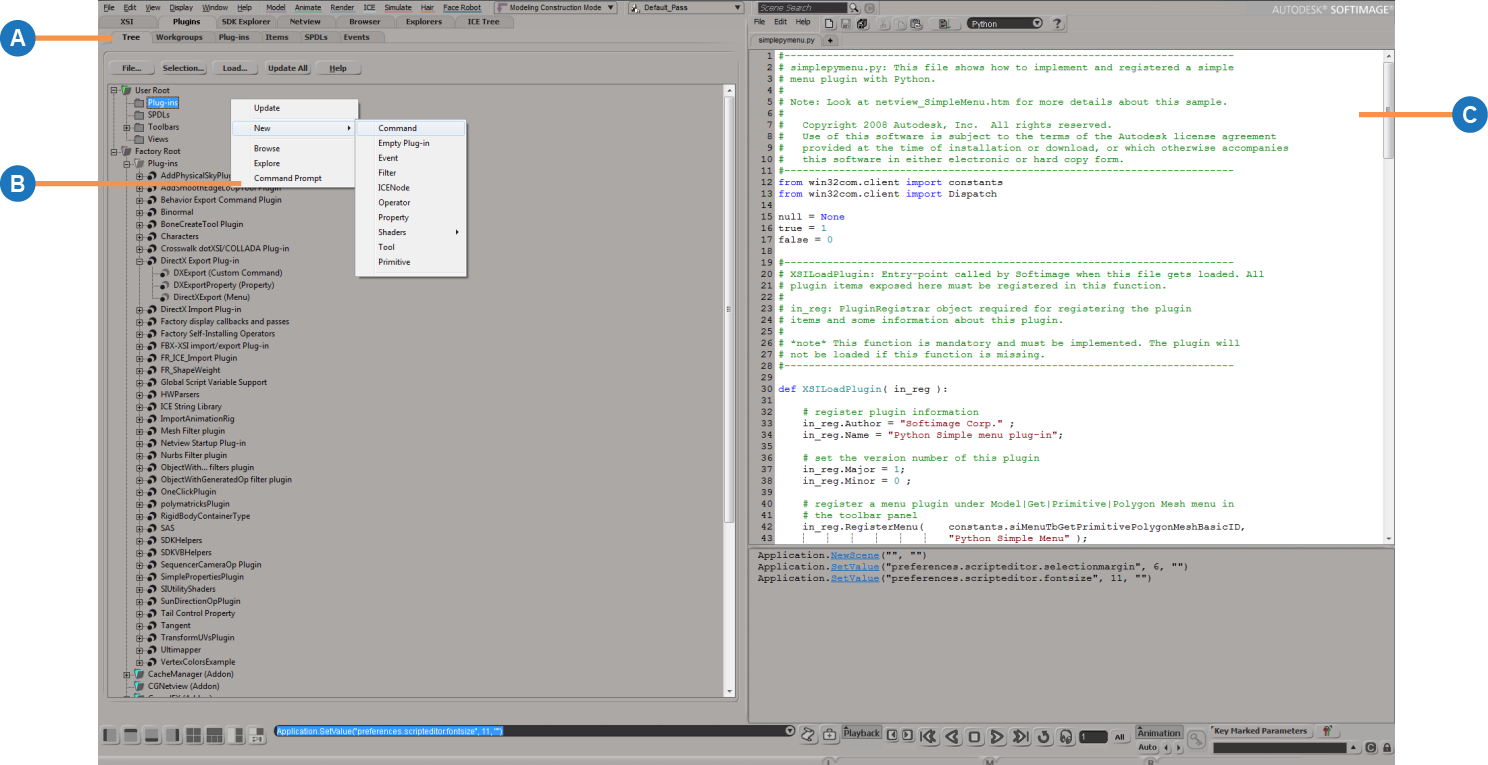 File Edit View Display Window Help Model Animate Render ICE Simulate Hair Face Robot Modeling Construction Mode Default_Pass
XSI Plugins SDK Explorer Netview Browser Explorers ICE Tree
A
Tree Workgroups Plug-ins Items SPDLs Events
File... Selection... Load... Update All Help
User Root
Plug-ins
SPDLs
Toolbars
Views
Factory Root
Plug-ins
AddPhysicalSkyPlu
AddSmoothEdgeLoopTool Plugin
Behavior Export Command Plugin
Binormal
BoneCreateTool Plugin
Characters
Crosswalk dotXSI/COLLADA Plug-in
DirectX Export Plug-in
DXExport (Custom Command)
DXExportProperty (Property)
DirectXExport (Menu)
DirectX Import Plug-in
Factory display callbacks and passes
Factory Self-Installing Operators
FBX-XSI import/export Plug-in
FR_ICE_Import Plugin
FR_ShapeWeight
Global Script Variable Support
HWParsers
ICE String Library
ImportAnimationRig
Mesh Filter plugin
Netview Startup Plug-in
Nurbs Filter plugin
ObjectWith... filters plugin
ObjectWithGeneratedOp filter plugin
OneClickPlugin
polymatricksPlugin
RigidBodyContainerType
SAS
SDKHelpers
SDKVBHelpers
SequencerCameraOp Plugin
SimplePropertiesPlugin
SIUtilityShaders
SunDirectionOpPlugin
Tail Control Property
Tangent
TransformUVsPlugin
Ultimapper
VertexColorsExample
CacheManager (Addon)
CGNetview (Addon)
B
Update
New
Browse
Explore
Command Prompt
Command
Empty Plug-in
Event
Filter
ICENode
Operator
Property
Shaders
Tool
Primitive
Scene Search
AUTODESK® SOFTIMAGE®
File Edit Help Python ?
simplepymenu.py +
C
1 #--------------------------------------------------------------------------
2 # simplepymenu.py: This file shows how to implement and registered a simple
3 # menu plugin with Python.
4 #
5 # Note: Look at netview_SimpleMenu.htm for more details about this sample.
6 #
7 # Copyright 2008 Autodesk, Inc. All rights reserved.
8 # Use of this software is subject to the terms of the Autodesk license agreement
9 # provided at the time of installation or download, or which otherwise accompanies
10 # this software in either electronic or hard copy form.
11 #--------------------------------------------------------------------------
12 from win32com.client import constants
13 from win32com.client import Dispatch
14
15 null = None
16 true = 1
17 false = 0
18
19 #--------------------------------------------------------------------------
20 # XSILoadPlugin: Entry-point called by Softimage when this file gets loaded. All
21 # plugin items exposed here must be registered in this function.
22 #
23 # in_reg: PluginRegistrar object required for registering the plugin
24 # items and some information about this plugin.
25 #
26 # *note* This function is mandatory and must be implemented. The plugin will
27 # not be loaded if this function is missing.
28 #--------------------------------------------------------------------------
29
30 def XSILoadPlugin( in_reg ):
31
32 # register plugin information
33 in_reg.Author = "Softimage Corp." ;
34 in_reg.Name = "Python Simple menu plug-in";
35
36 # set the version number of this plugin
37 in_reg.Major = 1;
38 in_reg.Minor = 0 ;
39
40 # register a menu plugin under Model|Get|Primitive|Polygon Mesh menu in
41 # the toolbar panel
42 in_reg.RegisterMenu( constants.siMenuTbGetPrimitivePolygonMeshBasicID,
43 "Python Simple Menu" );
Application.NewScene("", "")
Application.SetValue("preferences.scripteditor.selectionmargin", 6, "")
Application.SetValue("preferences.scripteditor.fontsize", 11, "")
Application.SetValue("preferences.scripteditor.fontsize", 11, "")
Playback 1 All Animation Auto Key Marked Parameters
L M R